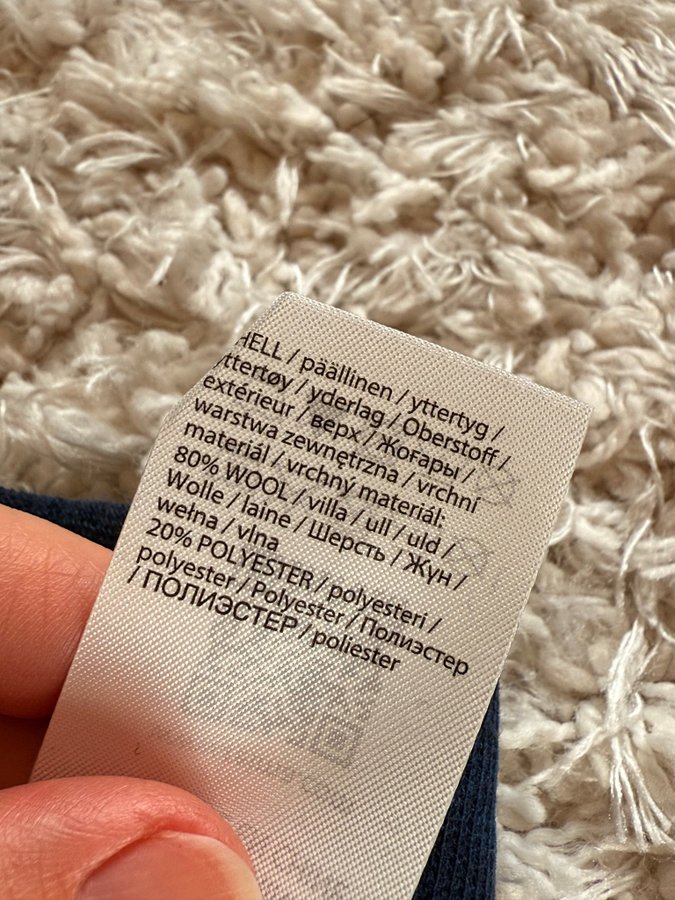 HELL / päällinen / yttertyg /
yttertøy / yderlag / Oberstoff /
extérieur / верх / Жоғары /
warstwa zewnętrzna / vrchní
materiál / vrchný materiál:
80% WOOL / villa / ull / uld /
Wolle / laine / Шерсть / Жүн /
wełna / vlna
20% POLYESTER / polyesteri /
polyester / Polyester / Полиэстер
/ ПОЛИЭСТЕР / poliester